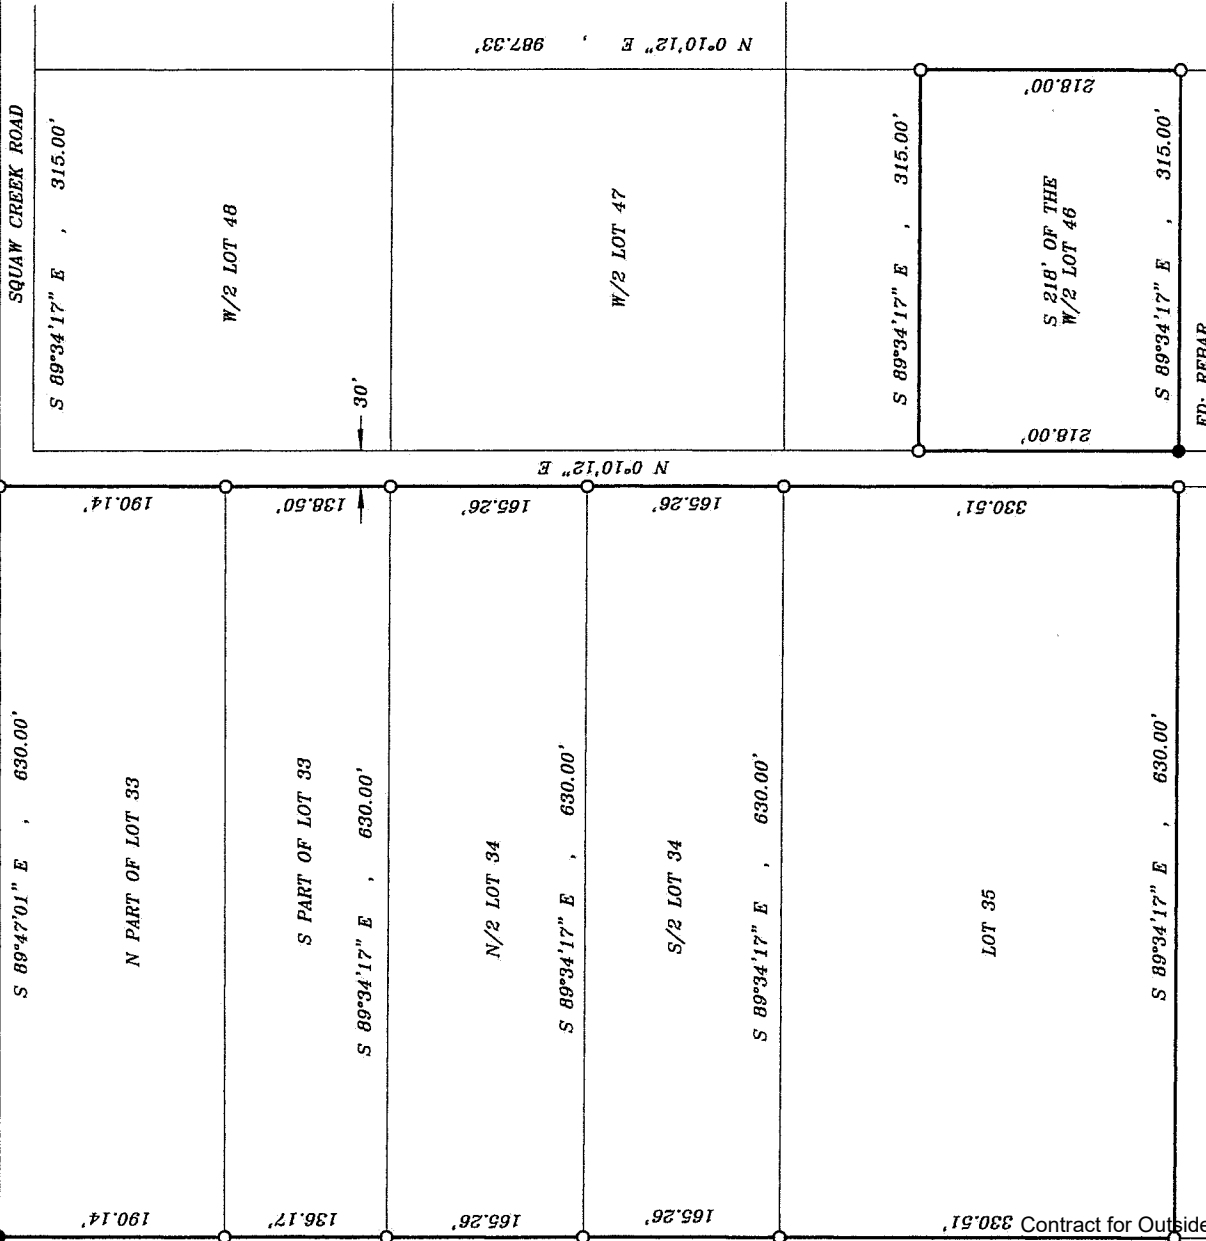 SQUAW CREEK ROAD
N 0°10'12" E , 987.33'
S 89°34'17" E , 315.00'
W/2 LOT 48
30'
W/2 LOT 47
S 89°34'17" E , 315.00'
218.00'
S 218' OF THE
W/2 LOT 46
218.00'
S 89°34'17" E , 315.00'
N 0°10'12" E
190.14'
138.50'
165.26'
165.26'
330.51'
S 89°47'01" E , 630.00'
N PART OF LOT 33
S PART OF LOT 33
S 89°34'17" E , 630.00'
N/2 LOT 34
S 89°34'17" E , 630.00'
S/2 LOT 34
S 89°34'17" E , 630.00'
LOT 35
S 89°34'17" E , 630.00'
190.14'
136.17'
165.26'
165.26'
330.51'
Contract for Outside